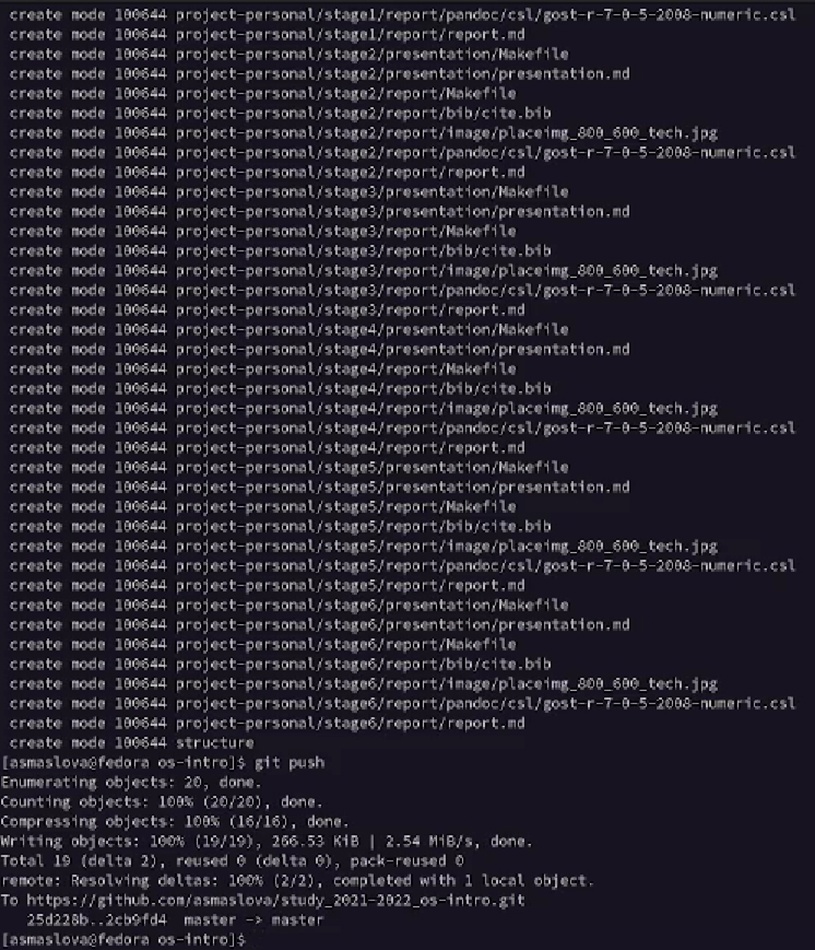 create mode 100644 project-personal/stage1/report/pandoc/csl/gost-r-7-0-5-2008-numeric.csl
create mode 100644 project-personal/stage1/report/report.md
create mode 100644 project-personal/stage2/presentation/Makefile
create mode 100644 project-personal/stage2/presentation/presentation.md
create mode 100644 project-personal/stage2/report/Makefile
create mode 100644 project-personal/stage2/report/bib/cite.bib
create mode 100644 project-personal/stage2/report/image/placeimg_800_600_tech.jpg
create mode 100644 project-personal/stage2/report/pandoc/csl/gost-r-7-0-5-2008-numeric.csl
create mode 100644 project-personal/stage2/report/report.md
create mode 100644 project-personal/stage3/presentation/Makefile
create mode 100644 project-personal/stage3/presentation/presentation.md
create mode 100644 project-personal/stage3/report/Makefile
create mode 100644 project-personal/stage3/report/bib/cite.bib
create mode 100644 project-personal/stage3/report/image/placeimg_800_600_tech.jpg
create mode 100644 project-personal/stage3/report/pandoc/csl/gost-r-7-0-5-2008-numeric.csl
create mode 100644 project-personal/stage3/report/report.md
create mode 100644 project-personal/stage4/presentation/Makefile
create mode 100644 project-personal/stage4/presentation/presentation.md
create mode 100644 project-personal/stage4/report/Makefile
create mode 100644 project-personal/stage4/report/bib/cite.bib
create mode 100644 project-personal/stage4/report/image/placeimg_800_600_tech.jpg
create mode 100644 project-personal/stage4/report/pandoc/csl/gost-r-7-0-5-2008-numeric.csl
create mode 100644 project-personal/stage4/report/report.md
create mode 100644 project-personal/stage5/presentation/Makefile
create mode 100644 project-personal/stage5/presentation/presentation.md
create mode 100644 project-personal/stage5/report/Makefile
create mode 100644 project-personal/stage5/report/bib/cite.bib
create mode 100644 project-personal/stage5/report/image/placeimg_800_600_tech.jpg
create mode 100644 project-personal/stage5/report/pandoc/csl/gost-r-7-0-5-2008-numeric.csl
create mode 100644 project-personal/stage5/report/report.md
create mode 100644 project-personal/stage6/presentation/Makefile
create mode 100644 project-personal/stage6/presentation/presentation.md
create mode 100644 project-personal/stage6/report/Makefile
create mode 100644 project-personal/stage6/report/bib/cite.bib
create mode 100644 project-personal/stage6/report/image/placeimg_800_600_tech.jpg
create mode 100644 project-personal/stage6/report/pandoc/csl/gost-r-7-0-5-2008-numeric.csl
create mode 100644 project-personal/stage6/report/report.md
create mode 100644 structure
[asmaslova@fedora os-intro]$ git push
Enumerating objects: 20, done.
Counting objects: 100% (20/20), done.
Compressing objects: 100% (16/16), done.
Writing objects: 100% (19/19), 266.53 KiB | 2.54 MiB/s, done.
Total 19 (delta 2), reused 0 (delta 0), pack-reused 0
remote: Resolving deltas: 100% (2/2), completed with 1 local object.
To https://github.com/asmaslova/study_2021-2022_os-intro.git
25d228b..2cb9fd4  master -> master
[asmaslova@fedora os-intro]$